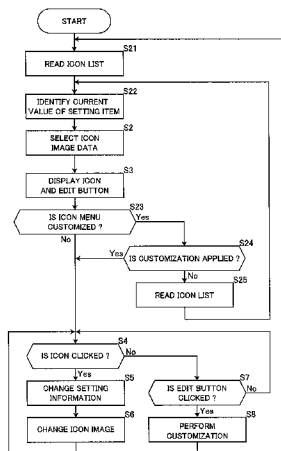 START
S21
READ ICON LIST
S22
IDENTIFY CURRENT
VALUE OF SETTING ITEM
S2
SELECT ICON
IMAGE DATA
S3
DISPLAY ICON
AND EDIT BUTTON
S23
IS ICON MENU
CUSTOMIZED ?
Yes
No
S24
IS CUSTOMIZATION APPLIED ?
Yes
No
S25
READ ICON LIST
S4
IS ICON CLICKED ?
No
Yes
S5
CHANGE SETTING
INFORMATION
S7
IS EDIT BUTTON
CLICKED ?
No
Yes
S6
CHANGE ICON IMAGE
S8
PERFORM
CUSTOMIZATION